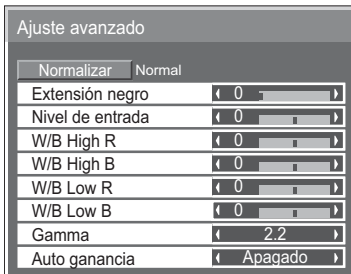 Ajuste avanzado
Normalizar Normal
Extensión negro 0
Nivel de entrada 0
W/B High R 0
W/B High B 0
W/B Low R 0
W/B Low B 0
Gamma 2.2
Auto ganancia Apagado